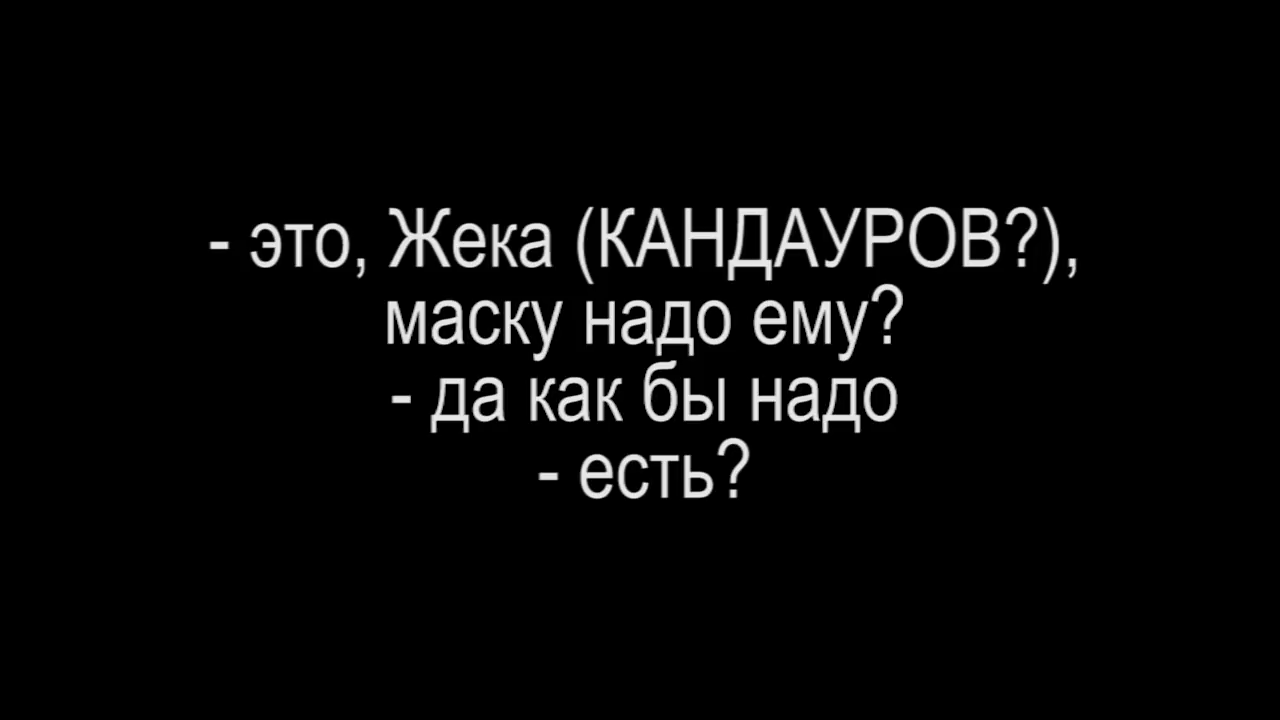 - это, Жека (КАНДАУРОВ?),
маску надо ему?
- да как бы надо
- есть?